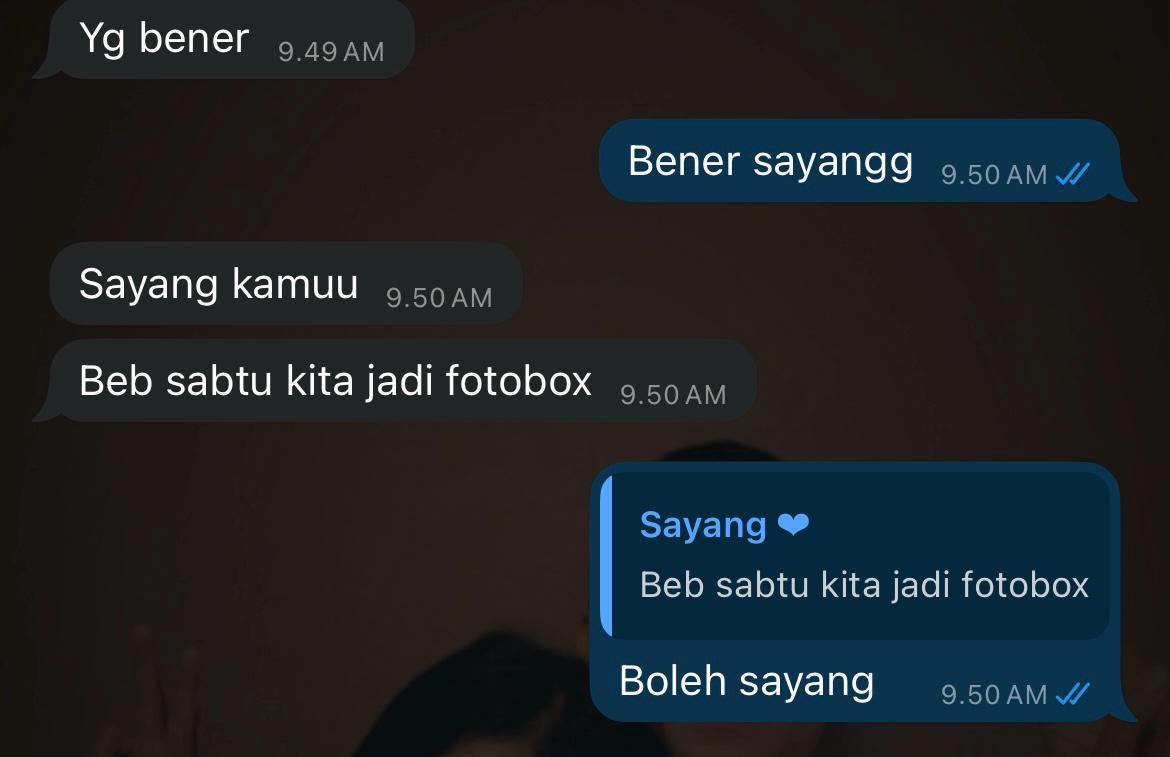 Yg bener 9.49 AM
Bener sayangg 9.50 AM
Sayang kamuu 9.50 AM
Beb sabtu kita jadi fotobox 9.50 AM
Sayang ❤
Beb sabtu kita jadi fotobox
Boleh sayang 9.50 AM